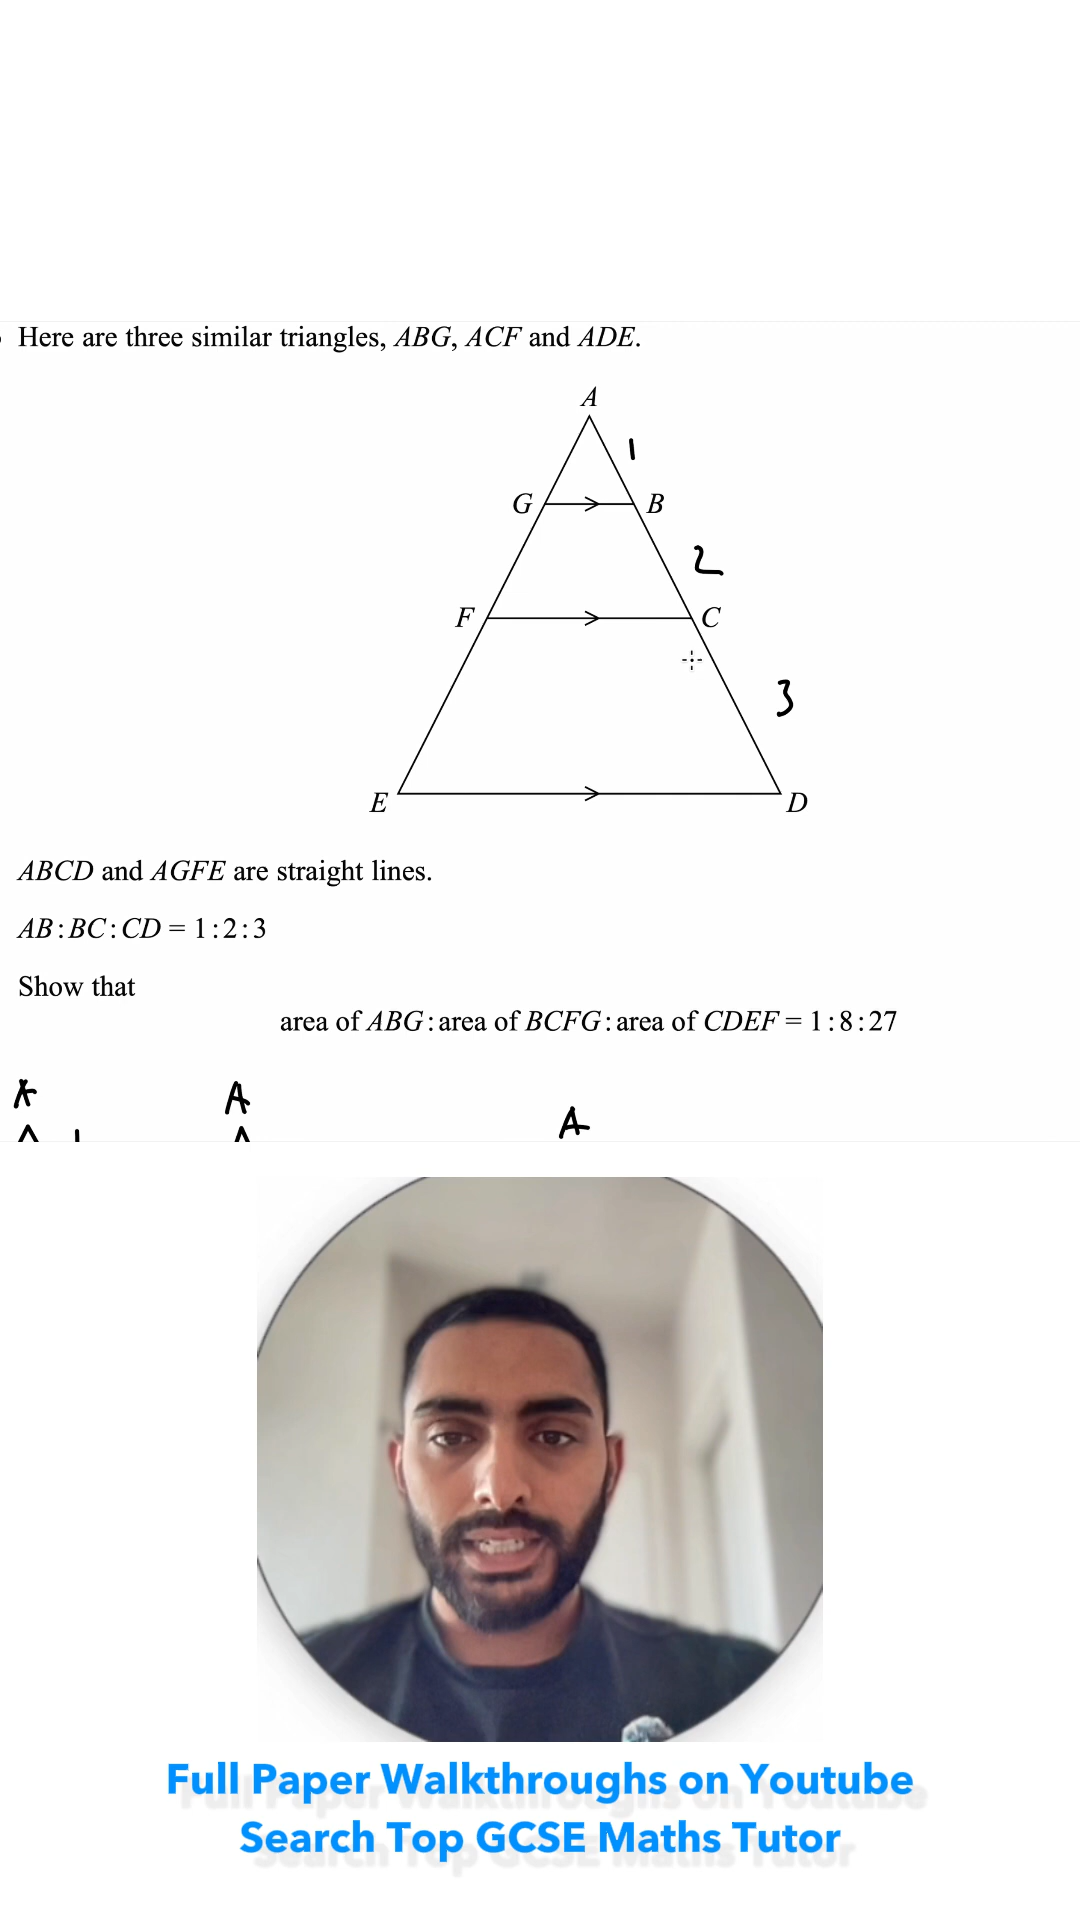 Here are three similar triangles, ABG, ACF and ADE.
A
1
G
B
2
F
C
3
E
D
ABCD and AGFE are straight lines.
AB : BC : CD = 1 : 2 : 3
Show that
area of ABG : area of BCFG : area of CDEF = 1 : 8 : 27
A
A
A
1
Full Paper Walkthroughs on Youtube
Search Top GCSE Maths Tutor